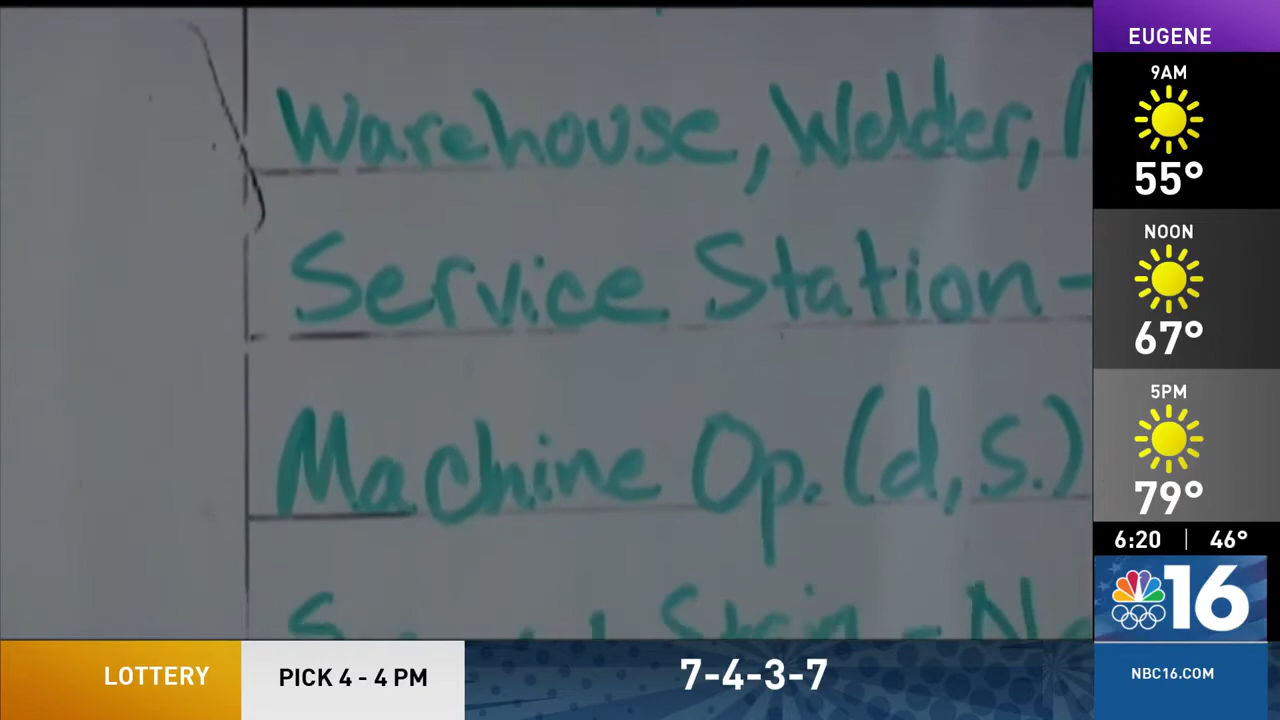 Warehouse, Welder,
Service Station -
Machine Op. (d, s.)
EUGENE
9AM
55°
NOON
67°
5PM
79°
6:20 | 46°
16
NBC16.COM
LOTTERY
PICK 4 - 4 PM
7-4-3-7